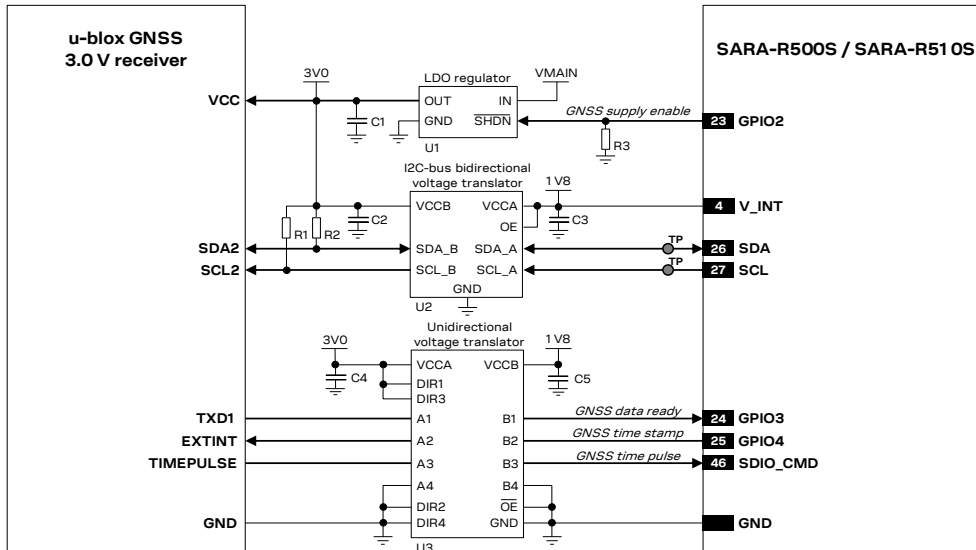 u-blox GNSS
3.0 V receiver
SARA-R500S / SARA-R510S
3V0
LDO regulator
VMAIN
VCC
OUT
IN
C1
GND
SHDN
GNSS supply enable
23
GPIO2
R3
U1
I2C-bus bidirectional
voltage translator
1V8
VCCB
VCCA
4
V_INT
C2
C3
OE
R1
R2
TP
SDA2
SDA_B
SDA_A
26
SDA
TP
SCL2
SCL_B
SCL_A
27
SCL
GND
U2
Unidirectional
voltage translator
3V0
1V8
VCCA
VCCB
C4
C5
DIR1
DIR3
TXD1
A1
B1
GNSS data ready
24
GPIO3
EXTINT
A2
B2
GNSS time stamp
25
GPIO4
TIMEPULSE
A3
B3
GNSS time pulse
46
SDIO_CMD
A4
B4
DIR2
OE
GND
DIR4
GND
GND
U3